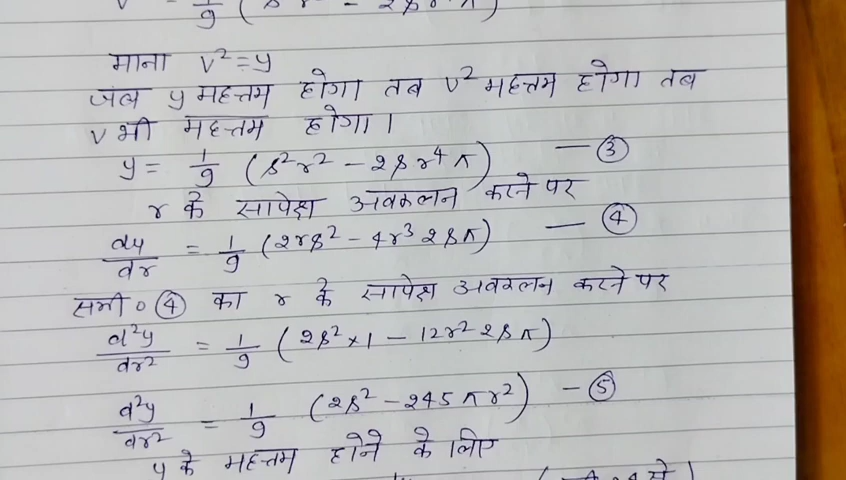 V = 1/9 (
माना V² = y
जब y महत्तम होगा तब V² महत्तम होगा तब
V भी महत्तम होगा।
y = 1/9 (s²r² - 2sr⁴π) — ③
r के सापेक्ष अवकलन करने पर
dy/dr = 1/9 (2rs² - 4r³2sπ) — ④
समी० ④ का r के सापेक्ष अवकलन करने पर
d²y/dr² = 1/9 (2s²×1 - 12r²2sπ)
d²y/dr² = 1/9 (2s² - 24sπr²) — ⑤
y के महत्तम होने के लिए